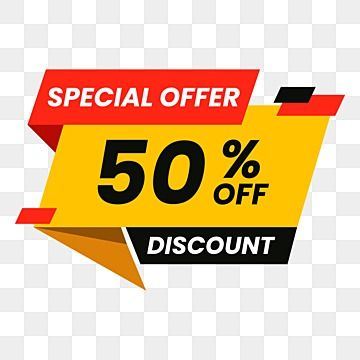 SPECIAL OFFER
50 % OFF
DISCOUNT